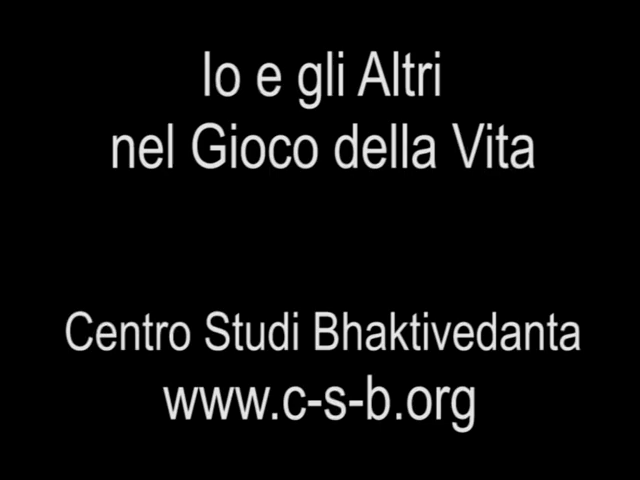 Io e gli Altri
nel Gioco della Vita
Centro Studi Bhaktivedanta
www.c-s-b.org